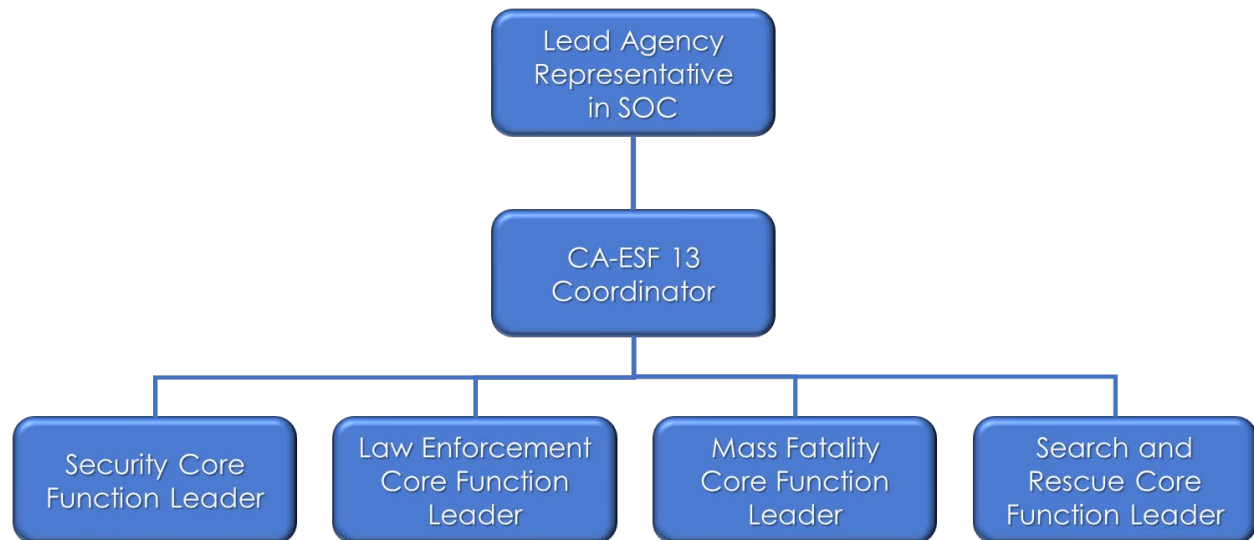 Lead Agency
Representative
in SOC
CA-ESF 13
Coordinator
Security Core
Function Leader
Law Enforcement
Core Function
Leader
Mass Fatality
Core Function
Leader
Search and
Rescue Core
Function Leader